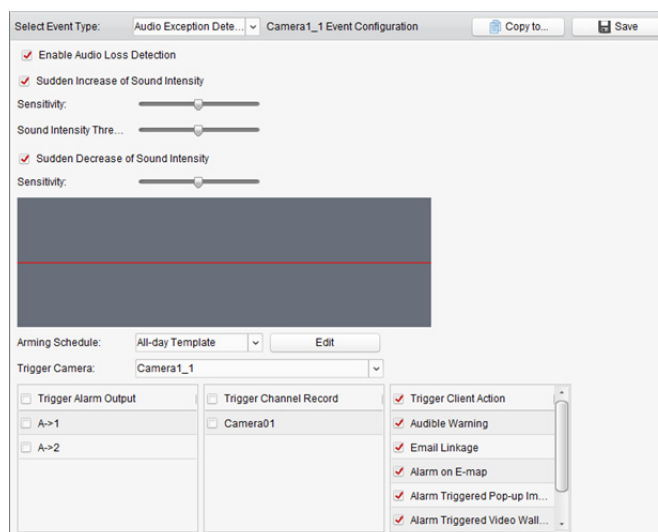 Select Event Type: Audio Exception Dete... Camera1_1 Event Configuration Copy to... Save
Enable Audio Loss Detection
Sudden Increase of Sound Intensity
Sensitivity:
Sound Intensity Thre...
Sudden Decrease of Sound Intensity
Sensitivity:
Arming Schedule: All-day Template Edit
Trigger Camera: Camera1_1
Trigger Alarm Output Trigger Channel Record Trigger Client Action
A->1 Camera01 Audible Warning
A->2 Email Linkage
Alarm on E-map
Alarm Triggered Pop-up Im...
Alarm Triggered Video Wall...